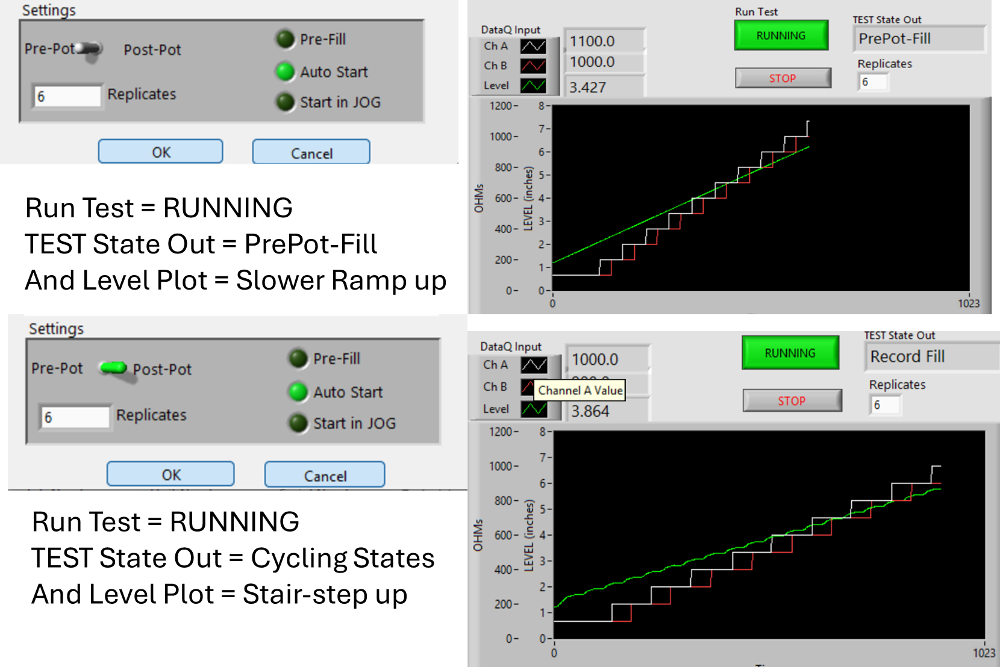 Settings
Pre-Pot Post-Pot
Pre-Fill
Auto Start
6 Replicates
Start in JOG
OK Cancel
Run Test = RUNNING
TEST State Out = PrePot-Fill
And Level Plot = Slower Ramp up
Run Test
RUNNING
TEST State Out
PrePot-Fill
STOP
Replicates
6
DataQ Input
Ch A 1100.0
Ch B 1000.0
Level 3.427
OHMs
1200
1000
800
600
400
200
0
LEVEL (inches)
8
7
6
5
4
3
2
1
0
0 1023
Settings
Pre-Pot Post-Pot
Pre-Fill
Auto Start
6 Replicates
Start in JOG
OK Cancel
Run Test = RUNNING
TEST State Out = Cycling States
And Level Plot = Stair-step up
RUNNING
TEST State Out
Record Fill
STOP
Replicates
6
DataQ Input
Ch A 1000.0
Ch B
Channel A Value
Level 3.864
OHMs
1200
1000
800
600
400
200
0
LEVEL (inches)
8
7
6
5
4
3
2
1
0
0 1023